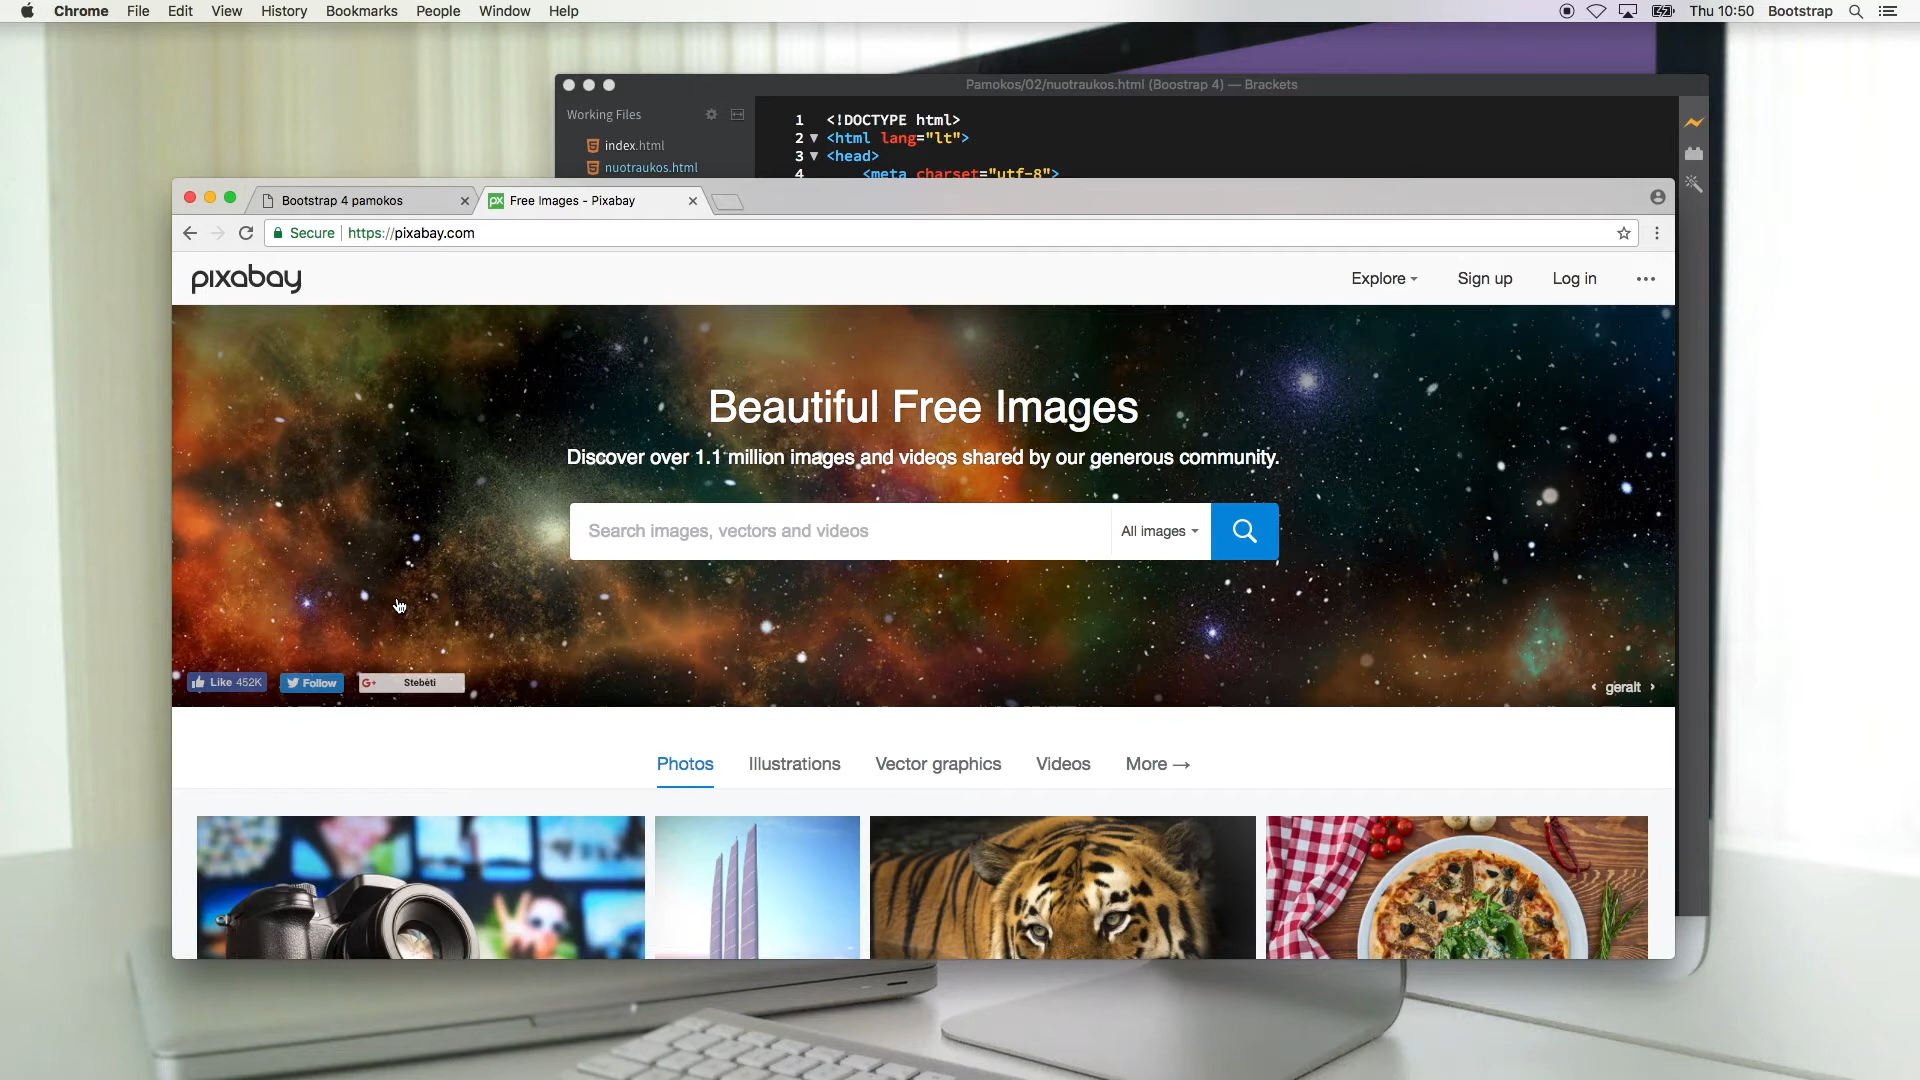 Chrome File Edit View History Bookmarks People Window Help Thu 10:50 Bootstrap
Pamokos/02/nuotraukos.html (Boostrap 4) — Brackets
Working Files
index.html
nuotraukos.html
1 <!DOCTYPE html>
2 <html lang="lt">
3 <head>
4 <meta charset="utf-8">
Bootstrap 4 pamokos
px Free Images - Pixabay
Secure https://pixabay.com
pixabay
Explore Sign up Log in
Beautiful Free Images
Discover over 1.1 million images and videos shared by our generous community.
Search images, vectors and videos All images
Like 452K Follow G+ Stebėti
‹ geralt ›
Photos Illustrations Vector graphics Videos More →